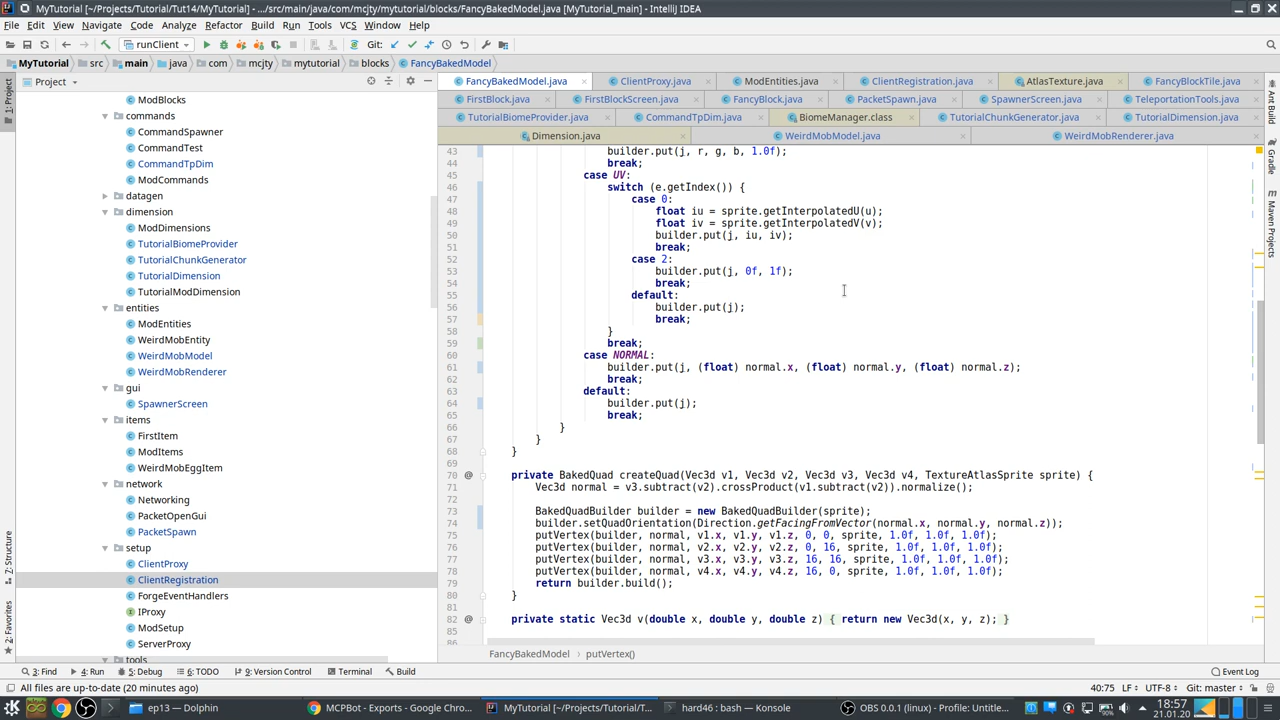 MyTutorial [~/Projects/Tutorial/Tut14/MyTutorial] - .../src/main/java/com/mcjty/mytutorial/blocks/FancyBakedModel.java [MyTutorial_main] - IntelliJ IDEA
File Edit View Navigate Code Analyze Refactor Build Run Tools VCS Window Help
runClient Git:
MyTutorial src main java com mcjty mytutorial blocks FancyBakedModel
Project
FancyBakedModel.java ClientProxy.java ModEntities.java ClientRegistration.java AtlasTexture.java FancyBlockTile.java
FirstBlock.java FirstBlockScreen.java FancyBlock.java PacketSpawn.java SpawnerScreen.java TeleportationTools.java
TutorialBiomeProvider.java CommandTpDim.java BiomeManager.class TutorialChunkGenerator.java TutorialDimension.java
Dimension.java WeirdMobModel.java WeirdMobRenderer.java
1: Project
7: Structure
2: Favorites
ModBlocks
commands
CommandSpawner
CommandTest
CommandTpDim
ModCommands
datagen
dimension
ModDimensions
TutorialBiomeProvider
TutorialChunkGenerator
TutorialDimension
TutorialModDimension
entities
ModEntities
WeirdMobEntity
WeirdMobModel
WeirdMobRenderer
gui
SpawnerScreen
items
FirstItem
ModItems
WeirdMobEggItem
network
Networking
PacketOpenGui
PacketSpawn
setup
ClientProxy
ClientRegistration
ForgeEventHandlers
IProxy
ModSetup
ServerProxy
tools
43 builder.put(j, r, g, b, 1.0f);
44 break;
45 case UV:
46 switch (e.getIndex()) {
47 case 0:
48 float iu = sprite.getInterpolatedU(u);
49 float iv = sprite.getInterpolatedV(v);
50 builder.put(j, iu, iv);
51 break;
52 case 2:
53 builder.put(j, 0f, 1f);
54 break;
55 default:
56 builder.put(j);
57 break;
58 }
59 break;
60 case NORMAL:
61 builder.put(j, (float) normal.x, (float) normal.y, (float) normal.z);
62 break;
63 default:
64 builder.put(j);
65 break;
66 }
67 }
68 }
69
70 private BakedQuad createQuad(Vec3d v1, Vec3d v2, Vec3d v3, Vec3d v4, TextureAtlasSprite sprite) {
71 Vec3d normal = v3.subtract(v2).crossProduct(v1.subtract(v2)).normalize();
72
73 BakedQuadBuilder builder = new BakedQuadBuilder(sprite);
74 builder.setQuadOrientation(Direction.getFacingFromVector(normal.x, normal.y, normal.z));
75 putVertex(builder, normal, v1.x, v1.y, v1.z, 0, 0, sprite, 1.0f, 1.0f, 1.0f);
76 putVertex(builder, normal, v2.x, v2.y, v2.z, 0, 16, sprite, 1.0f, 1.0f, 1.0f);
77 putVertex(builder, normal, v3.x, v3.y, v3.z, 16, 16, sprite, 1.0f, 1.0f, 1.0f);
78 putVertex(builder, normal, v4.x, v4.y, v4.z, 16, 0, sprite, 1.0f, 1.0f, 1.0f);
79 return builder.build();
80 }
81
82 private static Vec3d v(double x, double y, double z) { return new Vec3d(x, y, z); }
85
86
Ant Build
Gradle
Maven Projects
FancyBakedModel putVertex()
3: Find 4: Run 5: Debug 6: TODO 9: Version Control Terminal Build Event Log
All files are up-to-date (20 minutes ago) 40:75 LF UTF-8 Git: master
ep13 — Dolphin MCPBot - Exports - Google Chro... MyTutorial [~/Projects/Tutorial/T... hard46 : bash — Konsole OBS 0.0.1 (linux) - Profile: Untitle... 99% 18:57
21.01.20